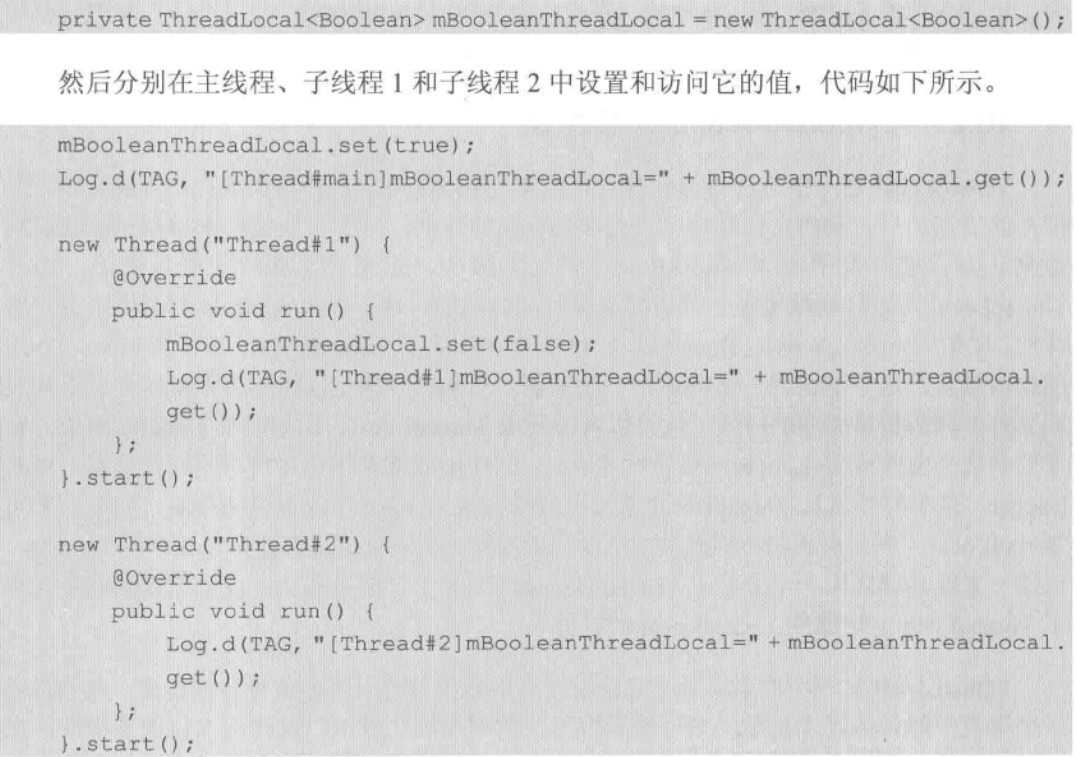 private ThreadLocal<Boolean> mBooleanThreadLocal = new ThreadLocal<Boolean>();
然后分别在主线程、子线程 1 和子线程 2 中设置和访问它的值，代码如下所示。
mBooleanThreadLocal.set(true);
Log.d(TAG, "[Thread#main]mBooleanThreadLocal=" + mBooleanThreadLocal.get());
new Thread("Thread#1") {
    @Override
    public void run() {
        mBooleanThreadLocal.set(false);
        Log.d(TAG, "[Thread#1]mBooleanThreadLocal=" + mBooleanThreadLocal.
        get());
    };
}.start();
new Thread("Thread#2") {
    @Override
    public void run() {
        Log.d(TAG, "[Thread#2]mBooleanThreadLocal=" + mBooleanThreadLocal.
        get());
    };
}.start();